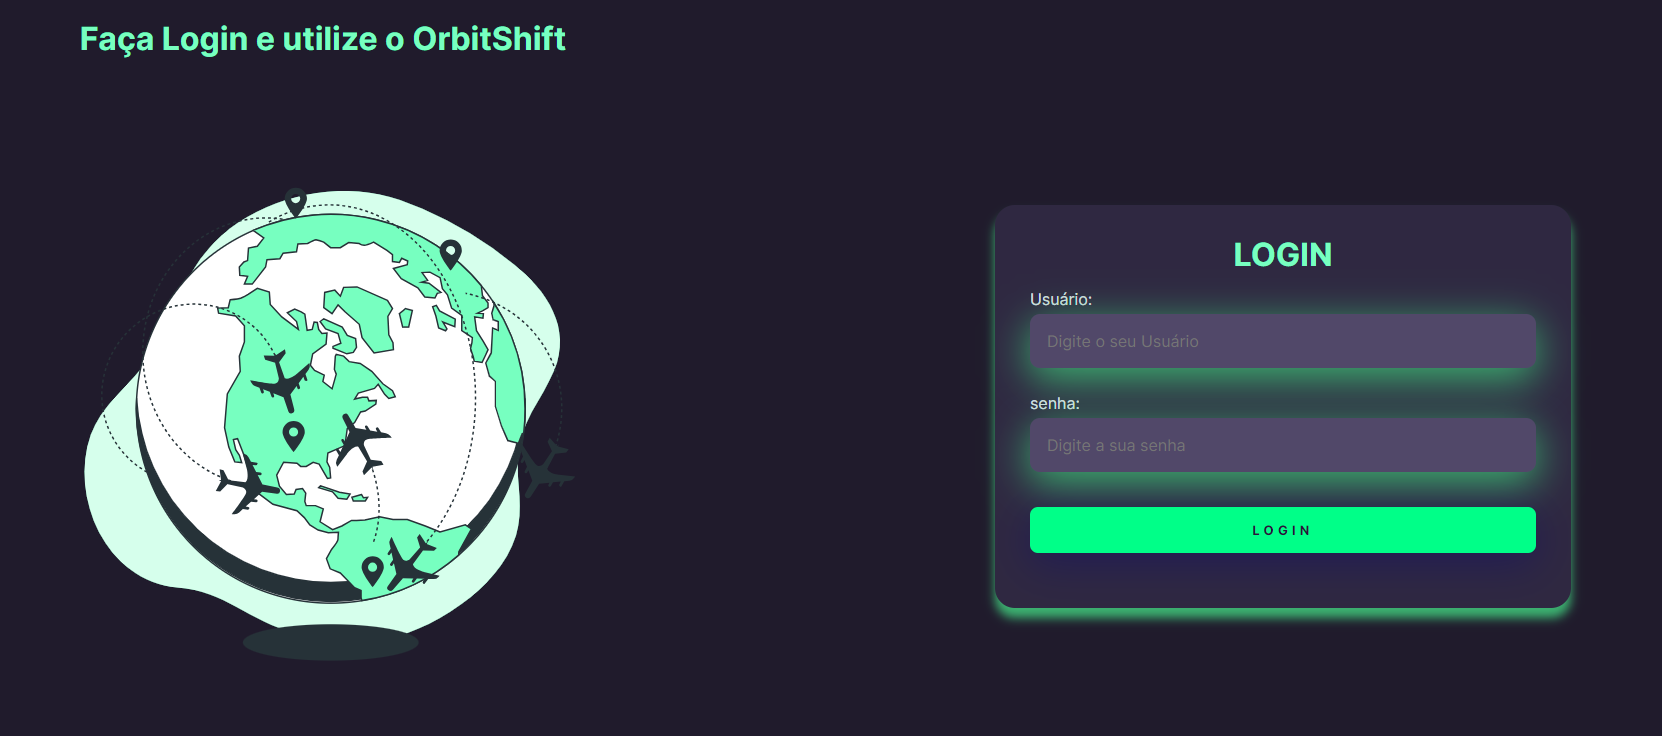 Faça Login e utilize o OrbitShift
LOGIN
Usuário:
Digite o seu Usuário
senha:
Digite a sua senha
LOGIN